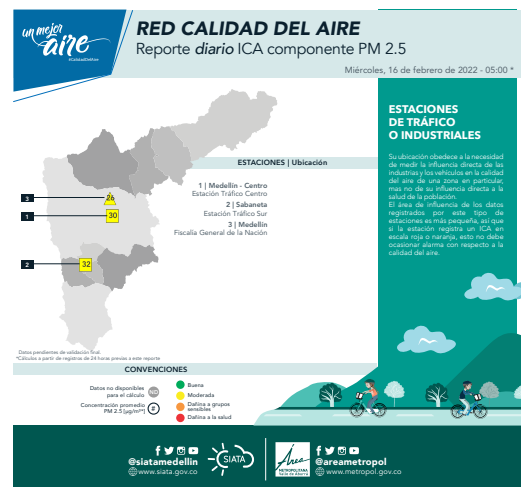 un mejor
aire
#CalidadDelAire
RED CALIDAD DEL AIRE
Reporte diario ICA componente PM 2.5
Miércoles, 16 de febrero de 2022 - 05:00 *
ESTACIONES | Ubicación
1 | Medellín - Centro
Estación Tráfico Centro
2 | Sabaneta
Estación Tráfico Sur
3 | Medellín
Fiscalía General de la Nación
3
26
1
30
2
32
ESTACIONES
DE TRÁFICO
O INDUSTRIALES
Su ubicación obedece a la necesidad
de medir la influencia directa de las
industrias y los vehículos en la calidad
del aire de una zona en particular,
mas no de su influencia directa a la
salud de la población.
El área de influencia de los datos
registrados por este tipo de
estaciones es más pequeña, así que
si la estación registra un ICA en
escala roja o naranja, esto no debe
ocasionar alarma con respecto a la
calidad del aire.
Datos pendientes de validación final.
*Cálculos a partir de registros de 24 horas previas a este reporte
CONVENCIONES
Datos no disponibles
para el cálculo
Concentración promedio
PM 2.5 [µg/m³]
#
Buena
Moderada
Dañina a grupos
sensibles
Dañina a la salud
@siatamedellin
www.siata.gov.co
SIATA
Área
METROPOLITANA
Valle de Aburrá
@areametropol
www.metropol.gov.co